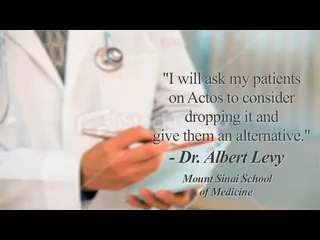 "I will ask my patients
on Actos to consider
dropping it and
give them an alternative."
- Dr. Albert Levy
Mount Sinai School
of Medicine